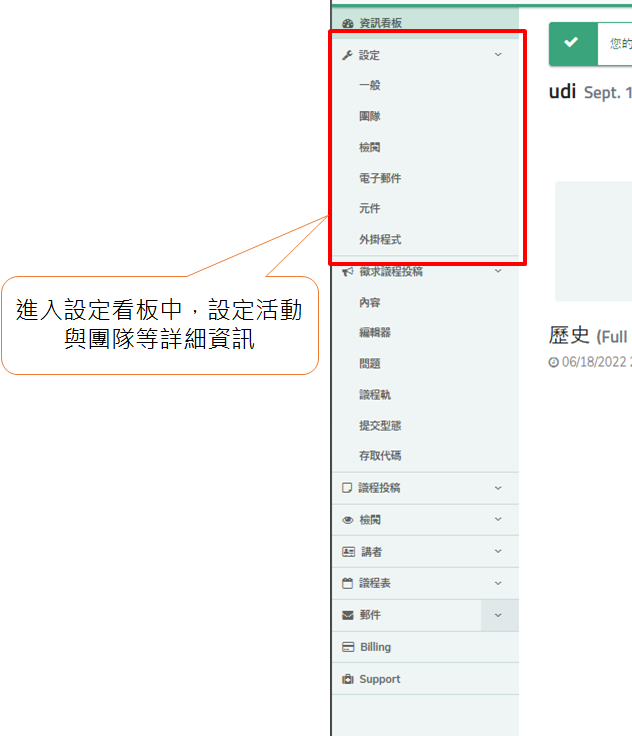 資訊看板
設定
一般
團隊
檢閱
電子郵件
元件
外掛程式
徵求議程投稿
內容
編輯器
問題
議程軌
提交型態
存取代碼
議程投稿
檢閱
講者
議程表
郵件
Billing
Support
進入設定看板中，設定活動
與團隊等詳細資訊
您的
udi Sept. 1
歷史 (Full
06/18/2022